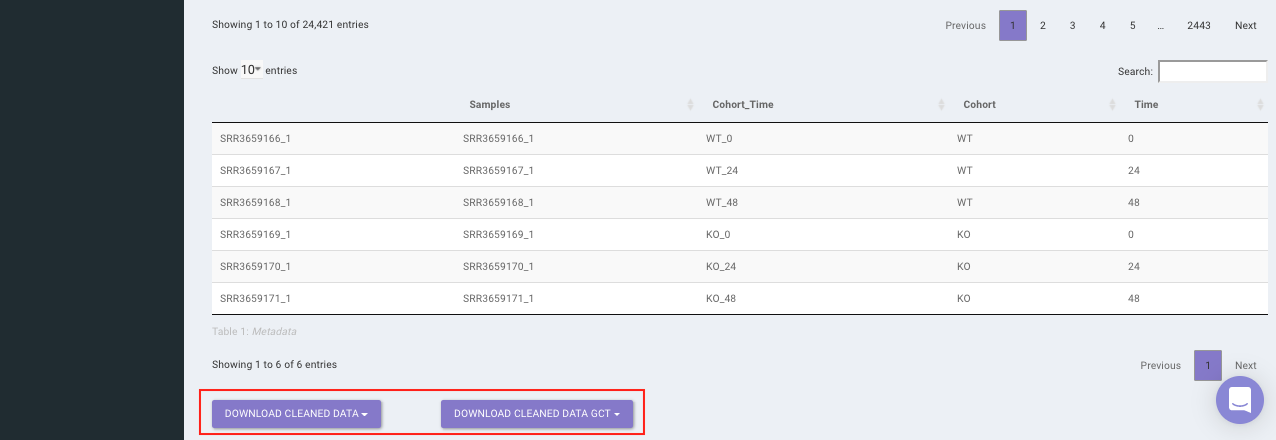 Showing 1 to 10 of 24,421 entries Previous 1 2 3 4 5 ... 2443 Next
Show 10 entries Search:
Samples Cohort_Time Cohort Time
SRR3659166_1 SRR3659166_1 WT_0 WT 0
SRR3659167_1 SRR3659167_1 WT_24 WT 24
SRR3659168_1 SRR3659168_1 WT_48 WT 48
SRR3659169_1 SRR3659169_1 KO_0 KO 0
SRR3659170_1 SRR3659170_1 KO_24 KO 24
SRR3659171_1 SRR3659171_1 KO_48 KO 48
Table 1: Metadata
Showing 1 to 6 of 6 entries Previous 1 Next
DOWNLOAD CLEANED DATA DOWNLOAD CLEANED DATA GCT